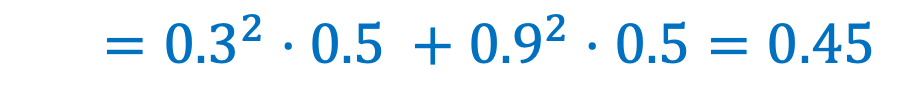 = 0.3² · 0.5 + 0.9² · 0.5 = 0.45